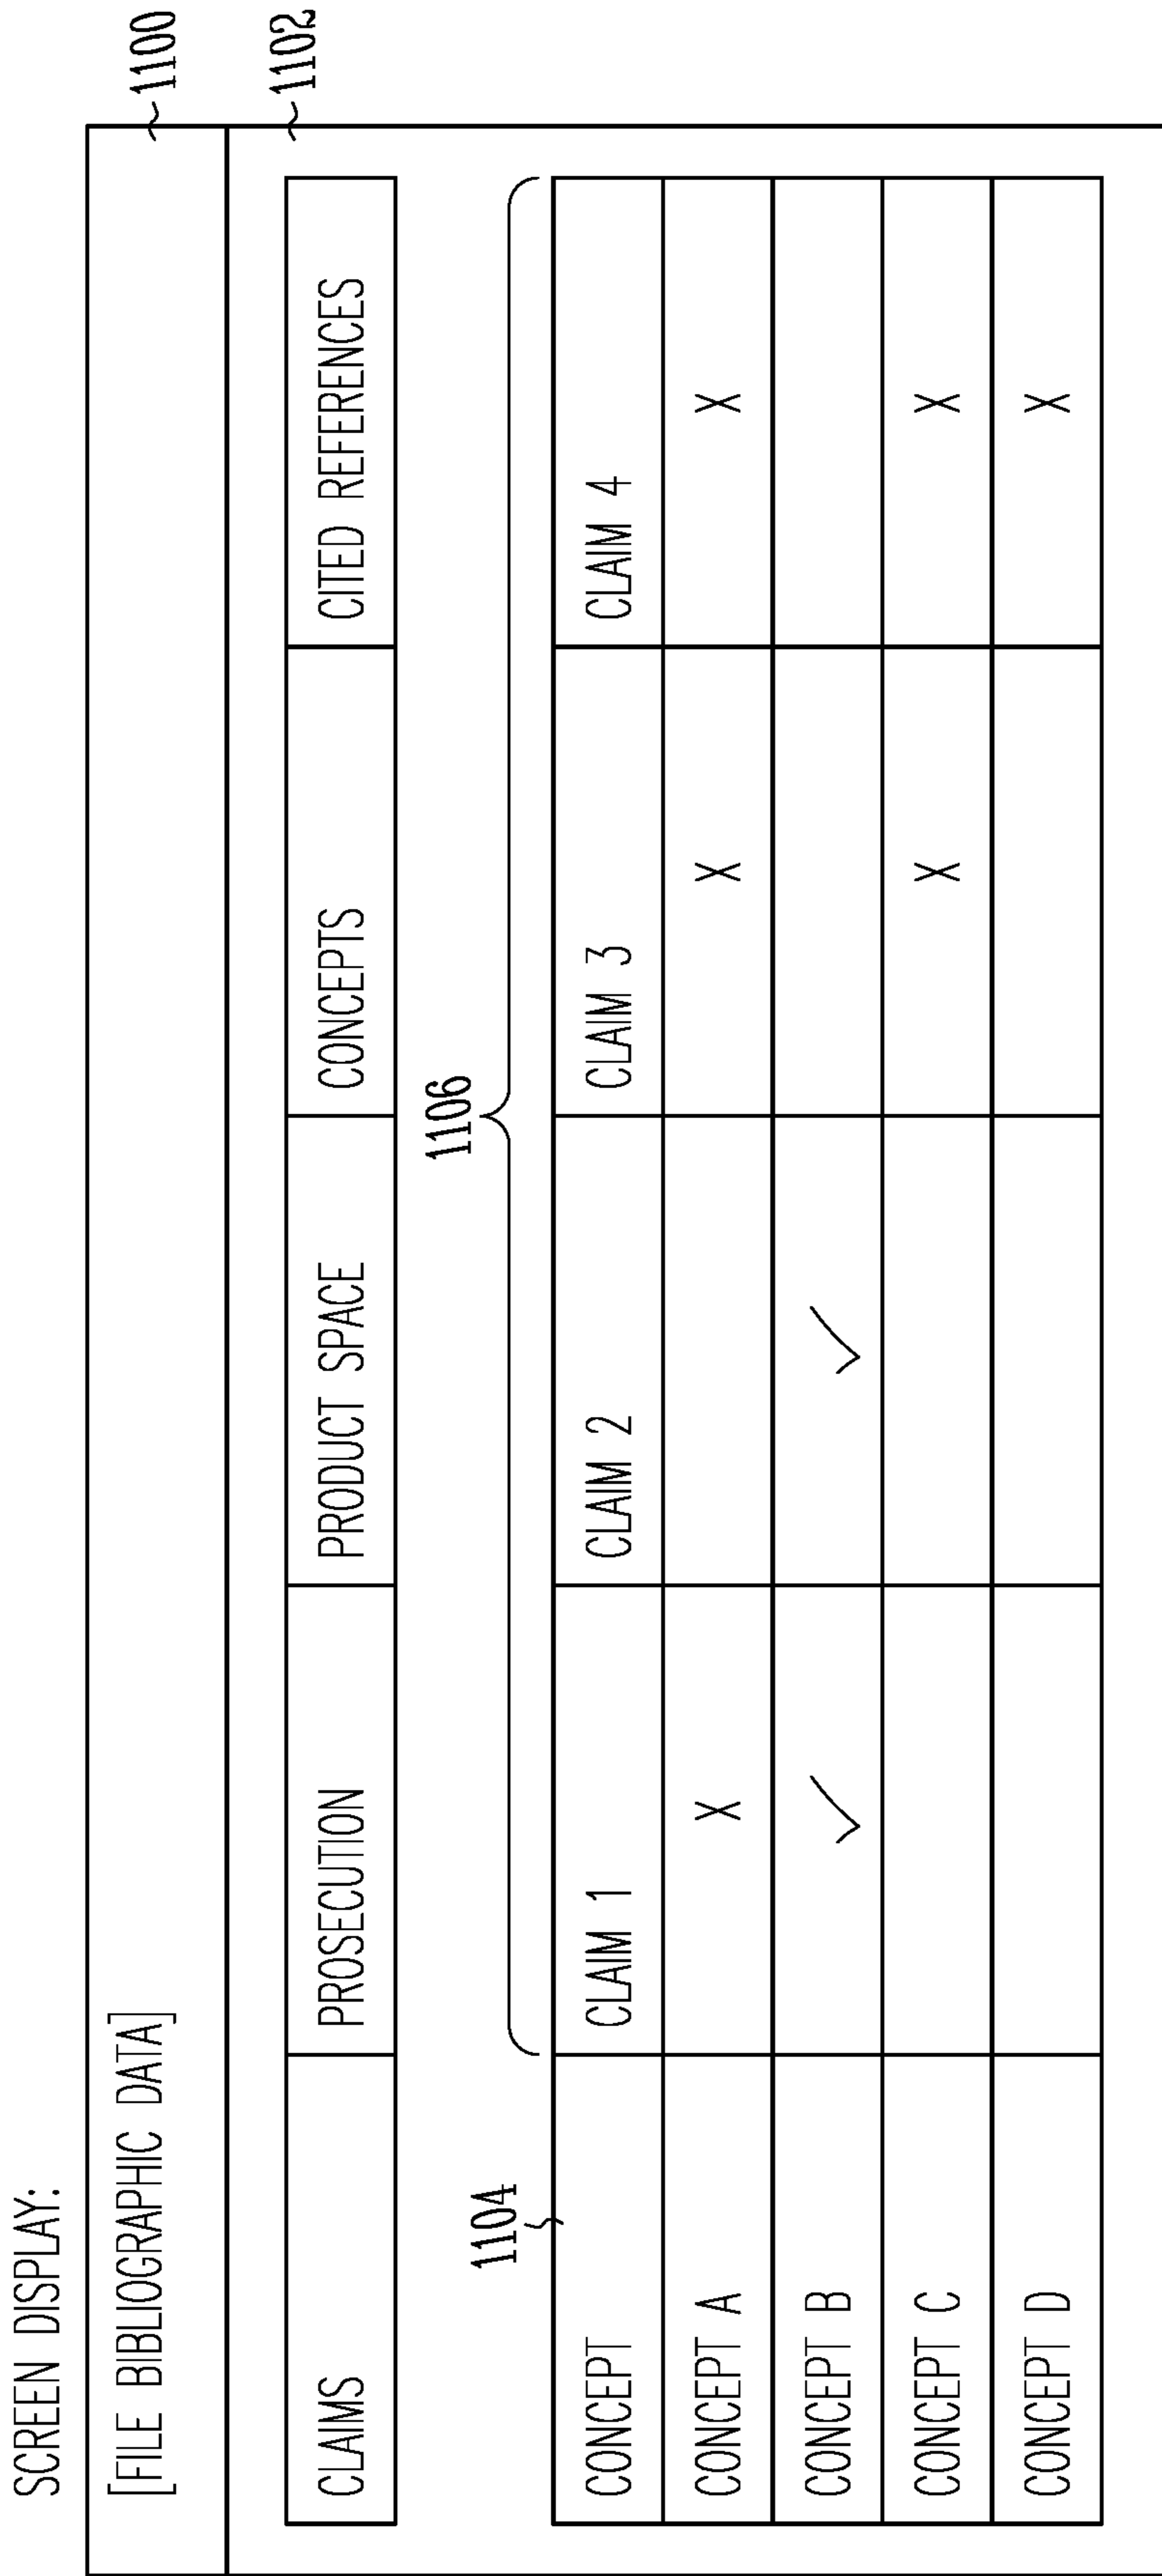 SCREEN DISPLAY:
[FILE BIBLIOGRAPHIC DATA] 1100
1102
CLAIMS PROSECUTION PRODUCT SPACE CONCEPTS CITED REFERENCES
1106
1104
CONCEPT CLAIM 1 CLAIM 2 CLAIM 3 CLAIM 4
CONCEPT A X X X
CONCEPT B ✓ ✓
CONCEPT C X X
CONCEPT D X